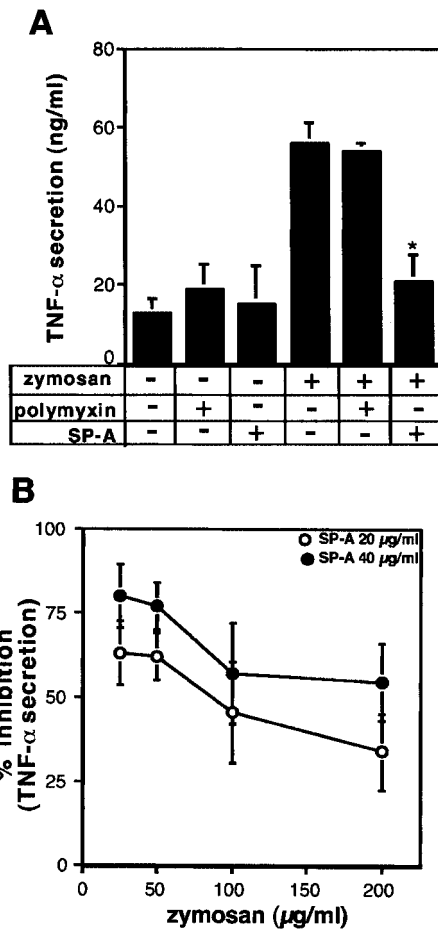 A
TNF-α secretion (ng/ml)
80
60
40
20
0
zymosan - - - + + +
polymyxin - + - - + -
SP-A - - + - - +
*
B
% inhibition
(TNF-α secretion)
100
75
50
25
0
SP-A 20 µg/ml
SP-A 40 µg/ml
0 50 100 150 200
zymosan (µg/ml)